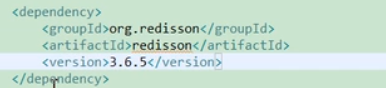 <dependency>
<groupId>org.redisson</groupId>
<artifactId>redisson</artifactId>
<version>3.6.5</version>
</dependency>